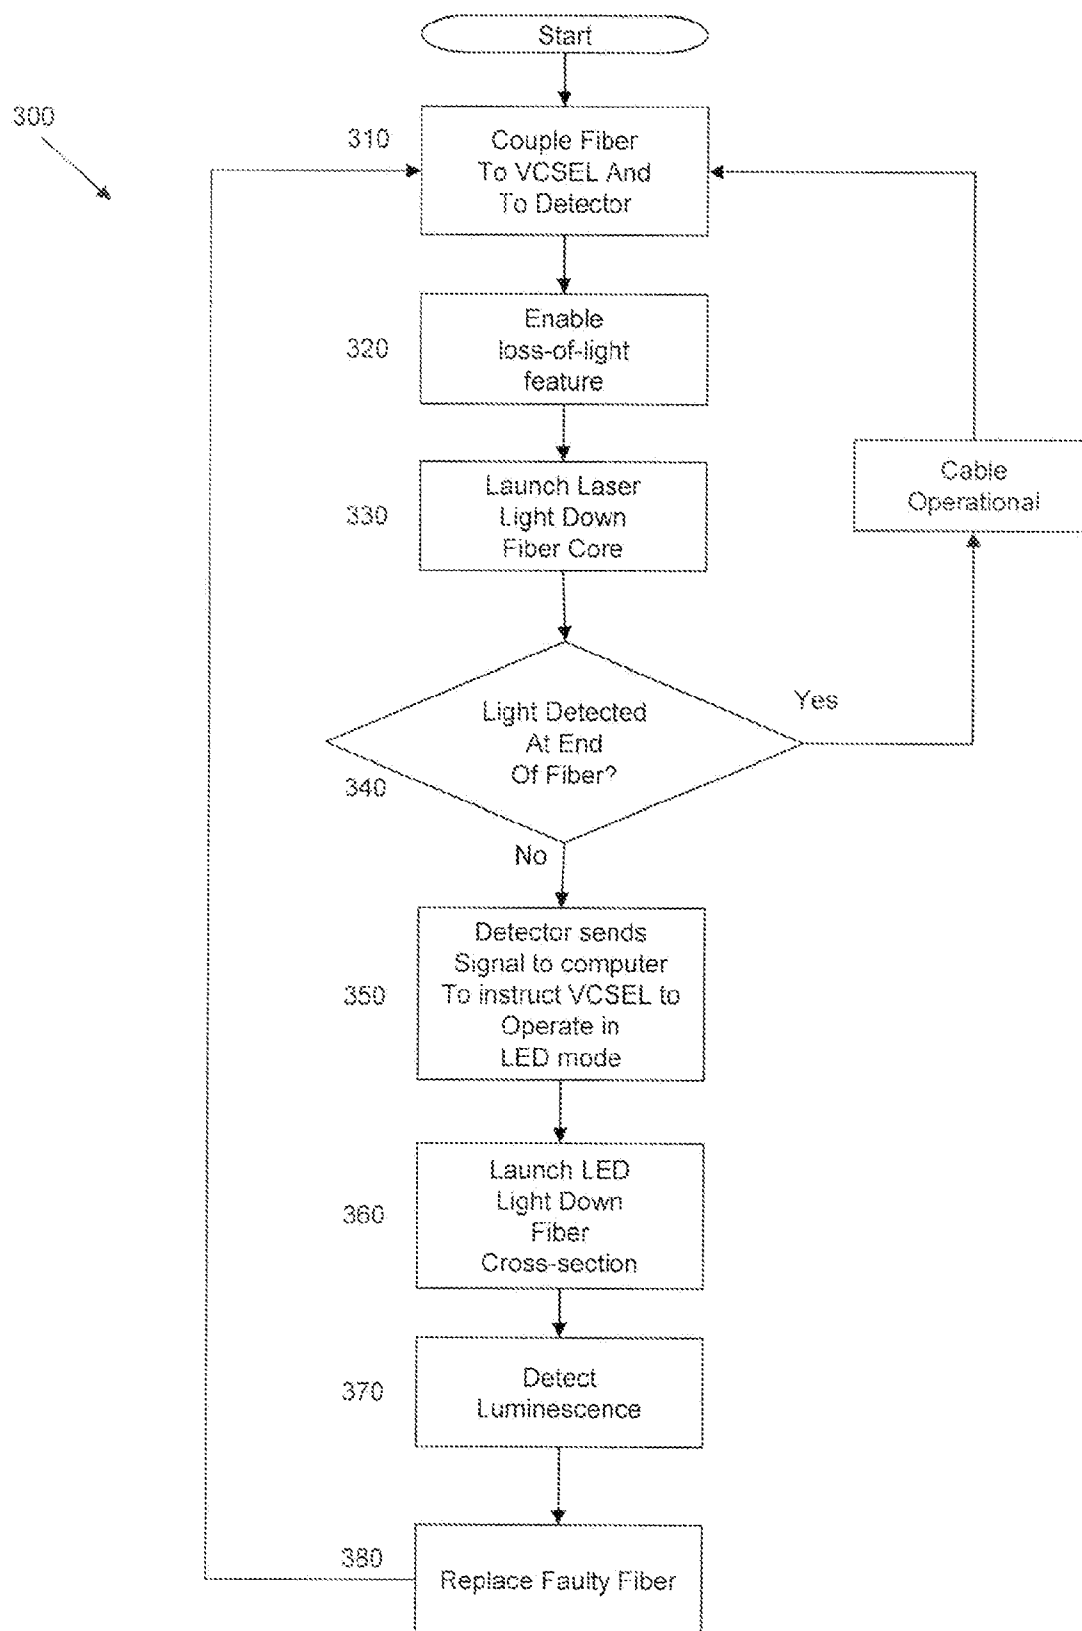 Start
300
310
Couple Fiber
To VCSEL And
To Detector
320
Enable
loss-of-light
feature
330
Launch Laser
Light Down
Fiber Core
Cable
Operational
Light Detected
At End
Of Fiber?
340
Yes
No
350
Detector sends
Signal to computer
To instruct VCSEL to
Operate in
LED mode
360
Launch LED
Light Down
Fiber
Cross-section
370
Detect
Luminescence
380
Replace Faulty Fiber